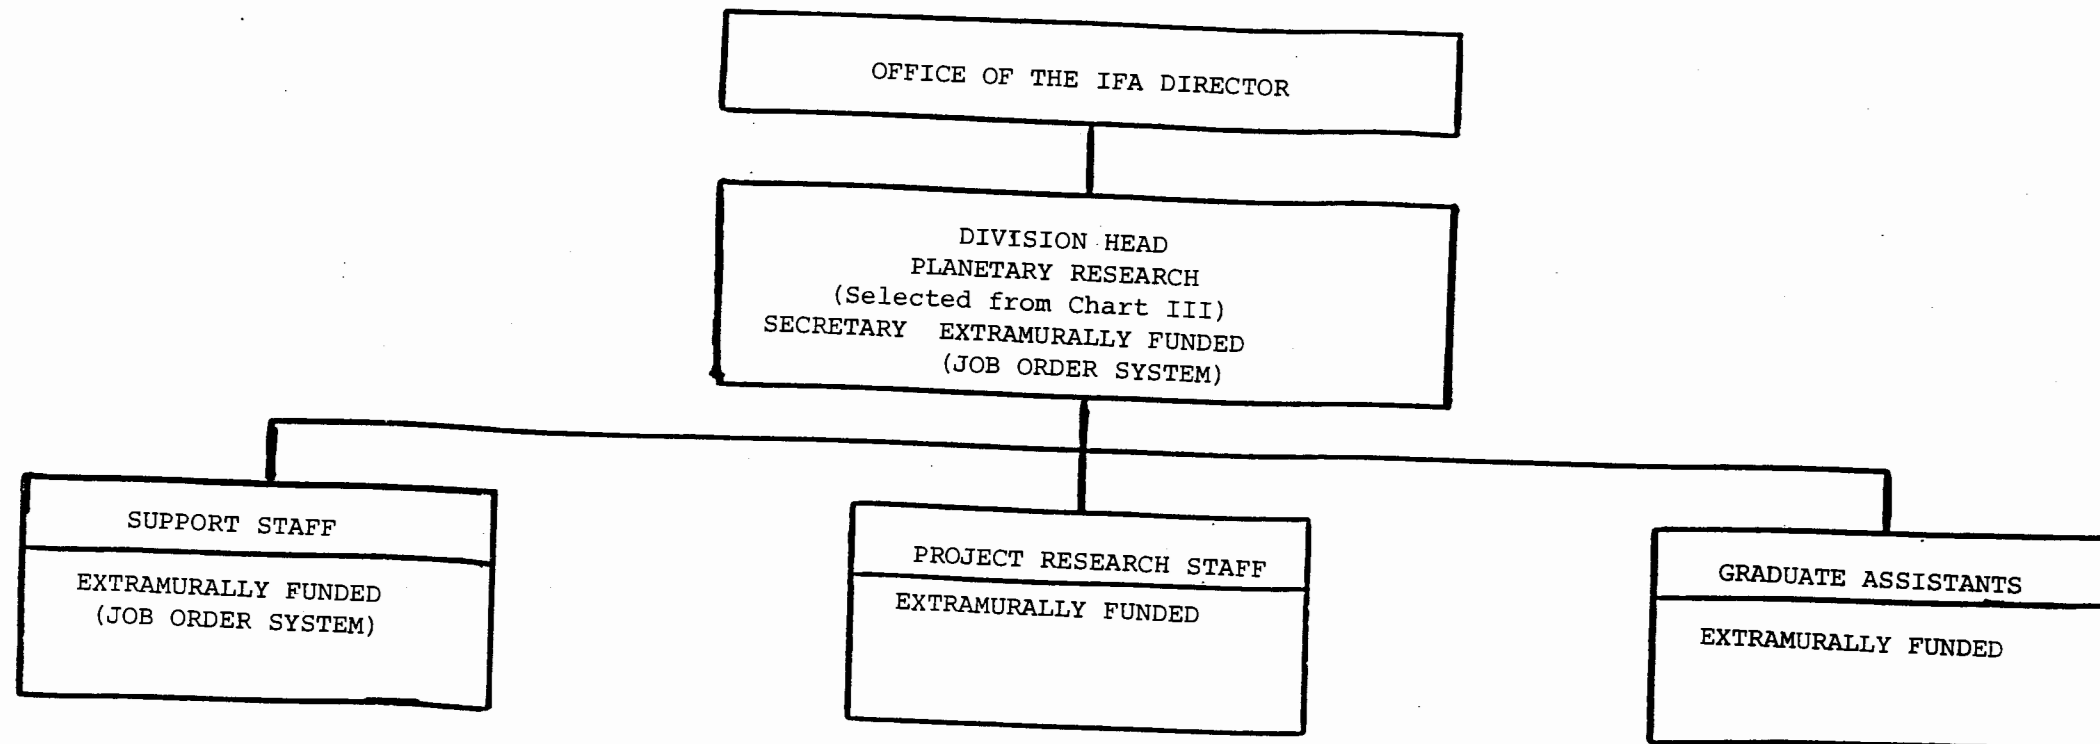 OFFICE OF THE IFA DIRECTOR
DIVISION HEAD
PLANETARY RESEARCH
(Selected from Chart III)
SECRETARY EXTRAMURALLY FUNDED
(JOB ORDER SYSTEM)
SUPPORT STAFF
EXTRAMURALLY FUNDED
(JOB ORDER SYSTEM)
PROJECT RESEARCH STAFF
EXTRAMURALLY FUNDED
GRADUATE ASSISTANTS
EXTRAMURALLY FUNDED